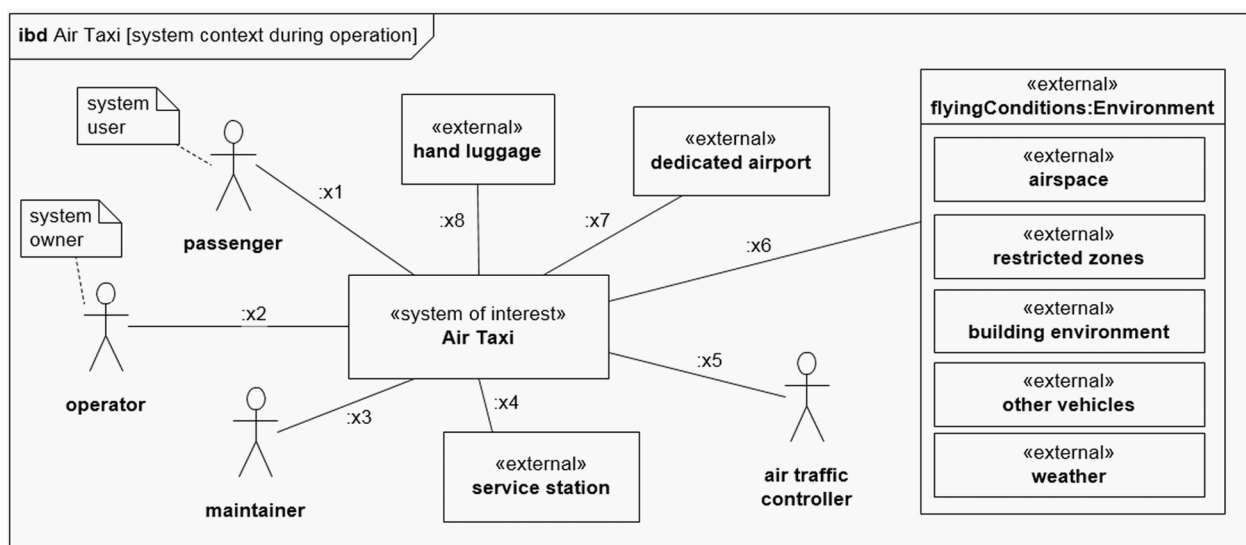 ibd Air Taxi [system context during operation]
system
user
passenger
system
owner
operator
maintainer
«external»
hand luggage
«external»
dedicated airport
«external»
flyingConditions:Environment
«external»
airspace
«external»
restricted zones
«external»
building environment
«external»
other vehicles
«external»
weather
:x1
:x8
:x7
:x6
:x2
«system of interest»
Air Taxi
:x5
:x3
:x4
«external»
service station
air traffic
controller